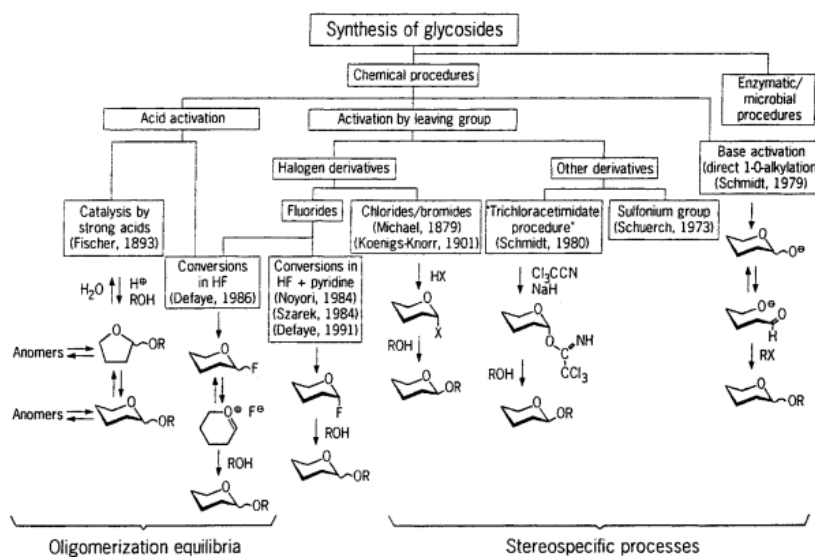 Synthesis of glycosides
Chemical procedures
Enzymatic/
microbial
procedures
Acid activation
Activation by leaving group
Base activation
(direct 1-O-alkylation)
(Schmidt, 1979)
Halogen derivatives
Other derivatives
Catalysis by
strong acids
(Fischer, 1893)
Fluorides
Chlorides/bromides
(Michael, 1879)
(Koenigs-Knorr, 1901)
"Trichloracetimidate
procedure"
(Schmidt, 1980)
Sulfonium group
(Schuerch, 1973)
Conversions
in HF
(Defaye, 1986)
Conversions in
HF + pyridine
(Noyori, 1984)
(Szarek, 1984)
(Defaye, 1991)
H₂O
H⊕
ROH
O
OR
Anomers
O
OR
Anomers
O
F
O⊕ F⊖
ROH
O
OR
O
F
ROH
O
OR
HX
O
X
ROH
O
OR
Cl₃CCN
NaH
O
O
NH
CCl₃
ROH
O
OR
O
O⊖
O⊖
O
H
RX
O
OR
Oligomerization equilibria
Stereospecific processes